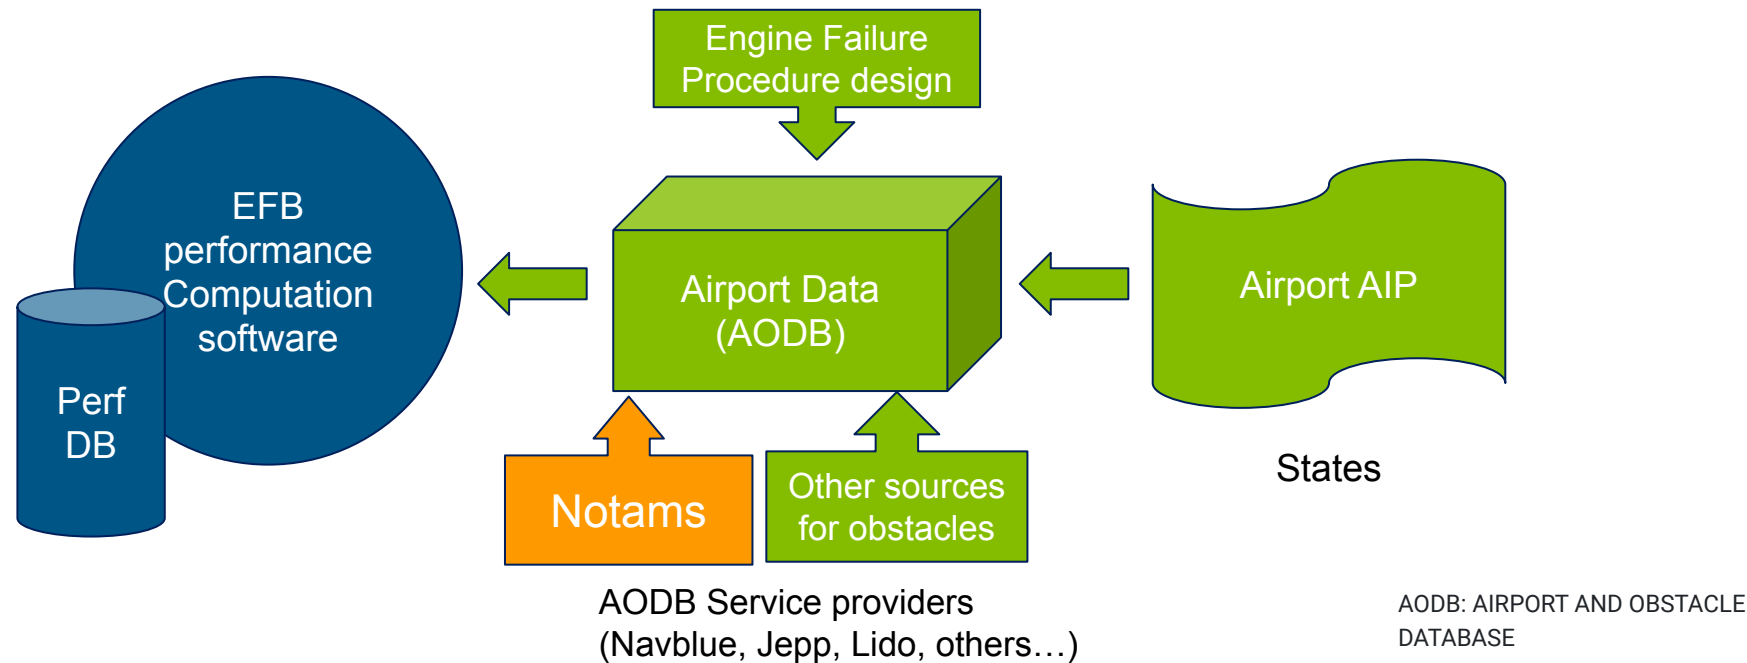 Engine Failure
Procedure design
EFB
performance
Computation
software
Perf
DB
Airport Data
(AODB)
Airport AIP
States
Notams
Other sources
for obstacles
AODB Service providers
(Navblue, Jepp, Lido, others…)
AODB: AIRPORT AND OBSTACLE
DATABASE